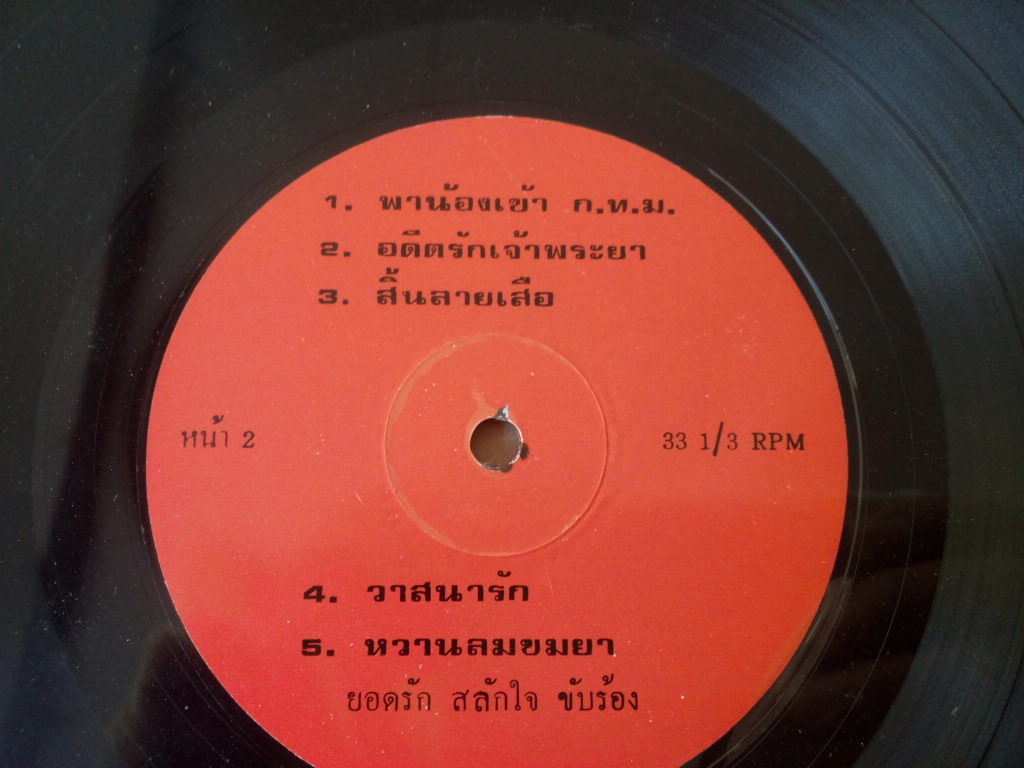 1. พาน้องเข้า ก.ท.ม.
2. อดีตรักเจ้าพระยา
3. สิ้นลายเสือ
หน้า 2
33 1/3 RPM
4. วาสนารัก
5. หวานลมขมยา
ยอดรัก สลักใจ ขับร้อง